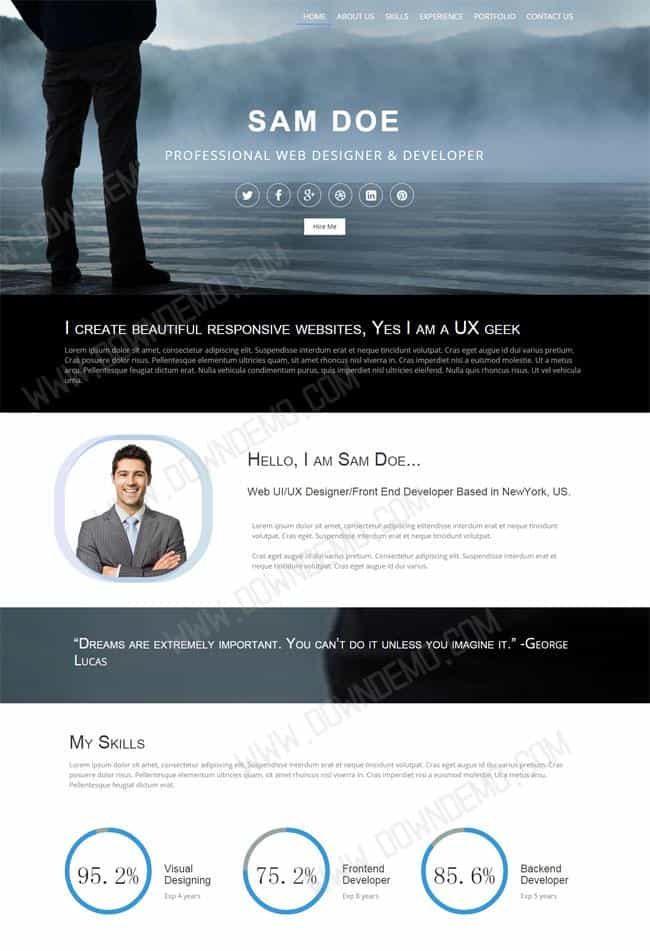 HOME ABOUT US SKILLS EXPERIENCE PORTFOLIO CONTACT US
SAM DOE
PROFESSIONAL WEB DESIGNER & DEVELOPER
Hire Me
I create beautiful responsive websites, Yes I am a UX geek
Lorem ipsum dolor sit amet, consectetur adipiscing elit. Suspendisse interdum erat et neque tincidunt volutpat. Cras eget augue id dui varius pretium.
Cras posuere dolor risus. Pellentesque elementum ultricies quam, sit amet rhoncus nisl viverra in. Cras imperdiet nisl a euismod molestie. Ut a metus
arcu. Pellentesque feugiat dictum erat. Nulla vehicula condimentum purus, quis imperdiet nisl ultricies eleifend. Nulla quis rhoncus risus. Ut vel vehicula
urna.
Hello, I am Sam Doe...
Web UI/UX Designer/Front End Developer Based in NewYork, US.
Lorem ipsum dolor sit amet, consectetur adipiscing elitendisse interdum erat et neque tincidunt
volutpat. Cras eget. Suspendisse interdum erat et neque tincidunt volutpat.
Cras eget augue id dui varius pretium. Consectetur adipiscing elit. Suspendisse interdum erat et
neque tincidunt volutpat. Cras eget augue id dui varius.
“Dreams are extremely important. You can't do it unless you imagine it.” -George
Lucas
My Skills
Lorem ipsum dolor sit amet, consectetur adipiscing elit. Suspendisse interdum erat et neque tincidunt volutpat. Cras eget augue id dui varius pretium. Cras
posuere dolor risus. Pellentesque elementum ultricies quam, sit amet rhoncus nisl viverra in. Cras imperdiet nisl a euismod molestie. Ut a metus arcu.
Pellentesque feugiat dictum erat.
95.2%
Visual
Designing
Exp 4 years
75.2%
Frontend
Developer
Exp 8 years
85.6%
Backend
Developer
Exp 5 years
WWW.DOWNDEMO.COM
WWW.DOWNDEMO.COM
WWW.DOWNDEMO.COM
WWW.DOWNDEMO.COM
WWW.DOWNDEMO.COM